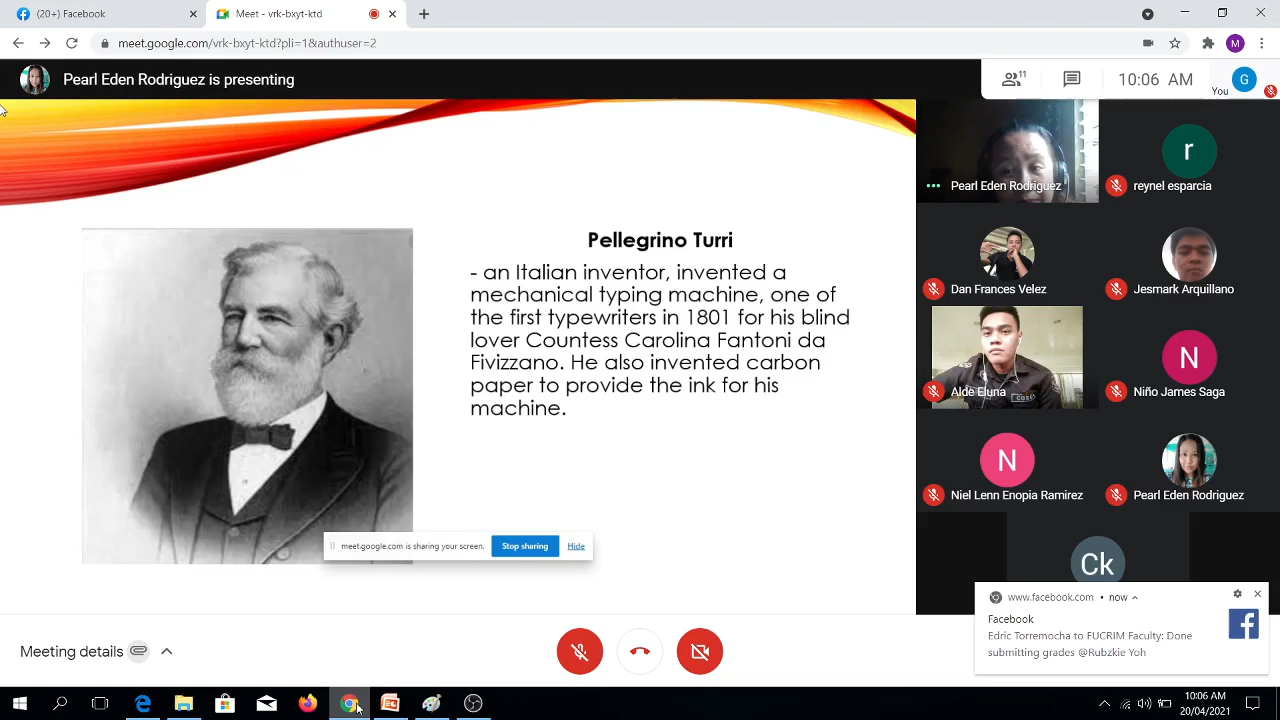 (20+) Facebook
Meet - vrk-bxyt-ktd
meet.google.com/vrk-bxyt-ktd?pli=1&authuser=2
M
Pearl Eden Rodriguez is presenting
11
10:06 AM
You
G
Pellegrino Turri
- an Italian inventor, invented a
mechanical typing machine, one of
the first typewriters in 1801 for his blind
lover Countess Carolina Fantoni da
Fivizzano. He also invented carbon
paper to provide the ink for his
machine.
meet.google.com is sharing your screen.
Stop sharing
Hide
Pearl Eden Rodriguez
r
reynel esparcia
Dan Frances Velez
Jesmark Arquillano
Alde Eluna
N
Niño James Saga
N
Niel Lenn Enopia Ramirez
Pearl Eden Rodriguez
Ck
www.facebook.com • now
Facebook
Edric Torremocha to FUCRIM Faculty: Done
submitting grades @Rubzkie Yoh
Meeting details
10:06 AM
20/04/2021